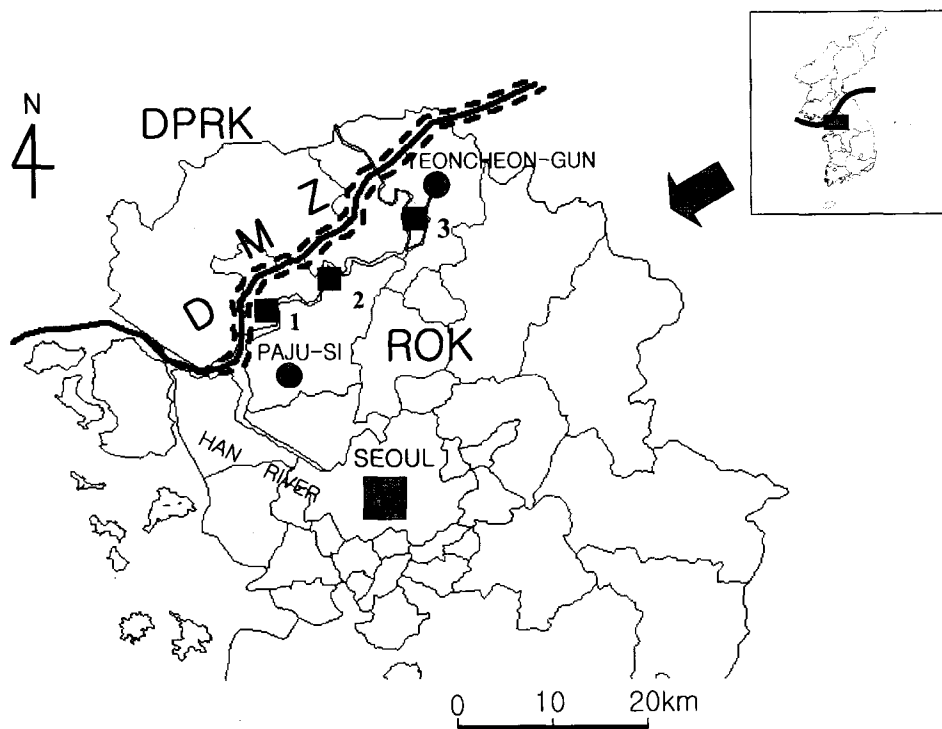 N
DPRK
YEONCHEON-GUN
D M Z
3
2
1
ROK
PAJU-SI
HAN RIVER
SEOUL
0 10 20km